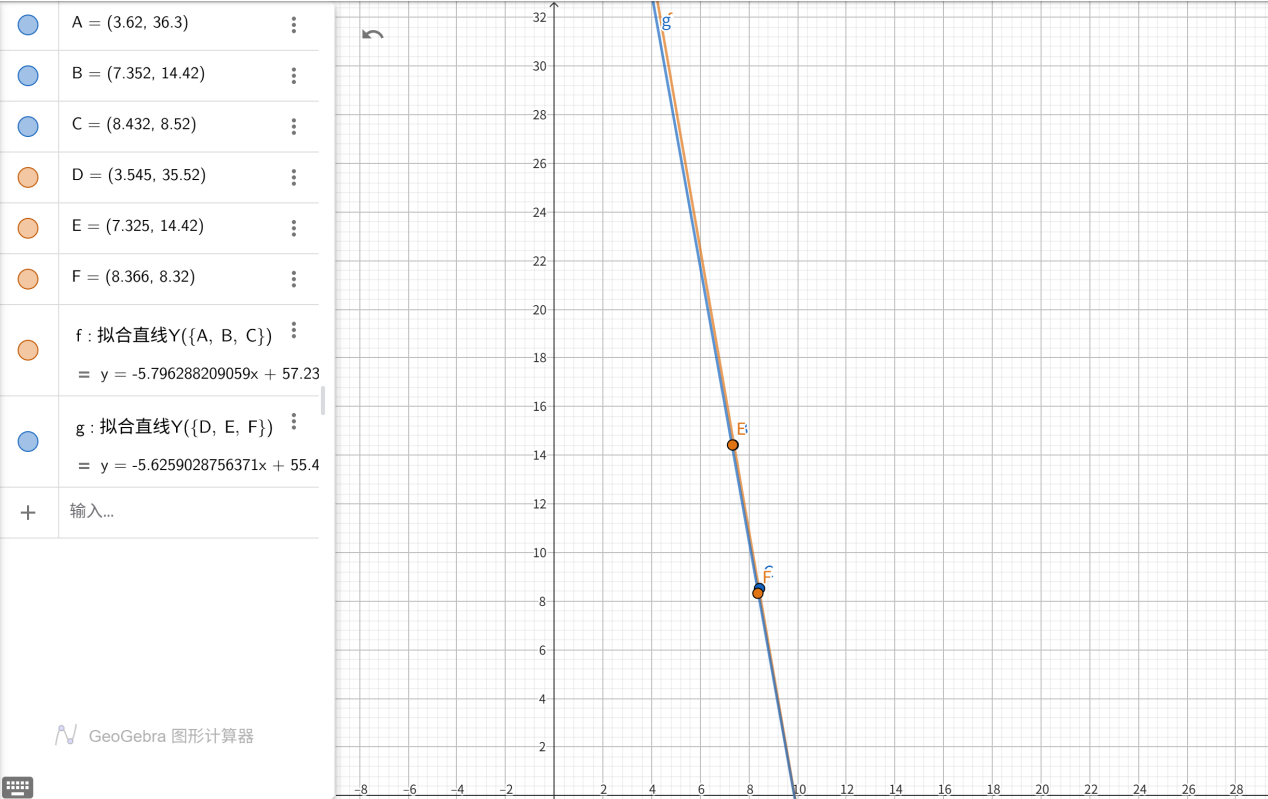 A = (3.62, 36.3)
B = (7.352, 14.42)
C = (8.432, 8.52)
D = (3.545, 35.52)
E = (7.325, 14.42)
F = (8.366, 8.32)
f : 拟合直线Y({A, B, C})
= y = -5.796288209059x + 57.23
g : 拟合直线Y({D, E, F})
= y = -5.6259028756371x + 55.4
+ 输入...
GeoGebra 图形计算器
g
32
30
28
26
24
22
20
18
16
E
14
12
10
F
8
6
4
2
-8 -6 -4 -2 2 4 6 8 10 12 14 16 18 20 22 24 26 28